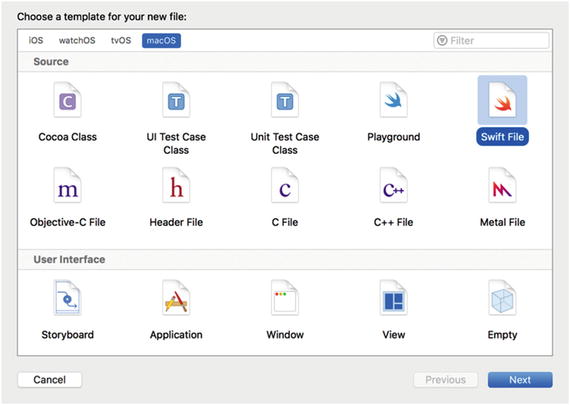 Choose a template for your new file:
iOS watchOS tvOS macOS Filter
Source
C T T
Cocoa Class UI Test Case Class Unit Test Case Class Playground Swift File
m h c C++
Objective-C File Header File C File C++ File Metal File
User Interface
Storyboard Application Window View Empty
Cancel Previous Next